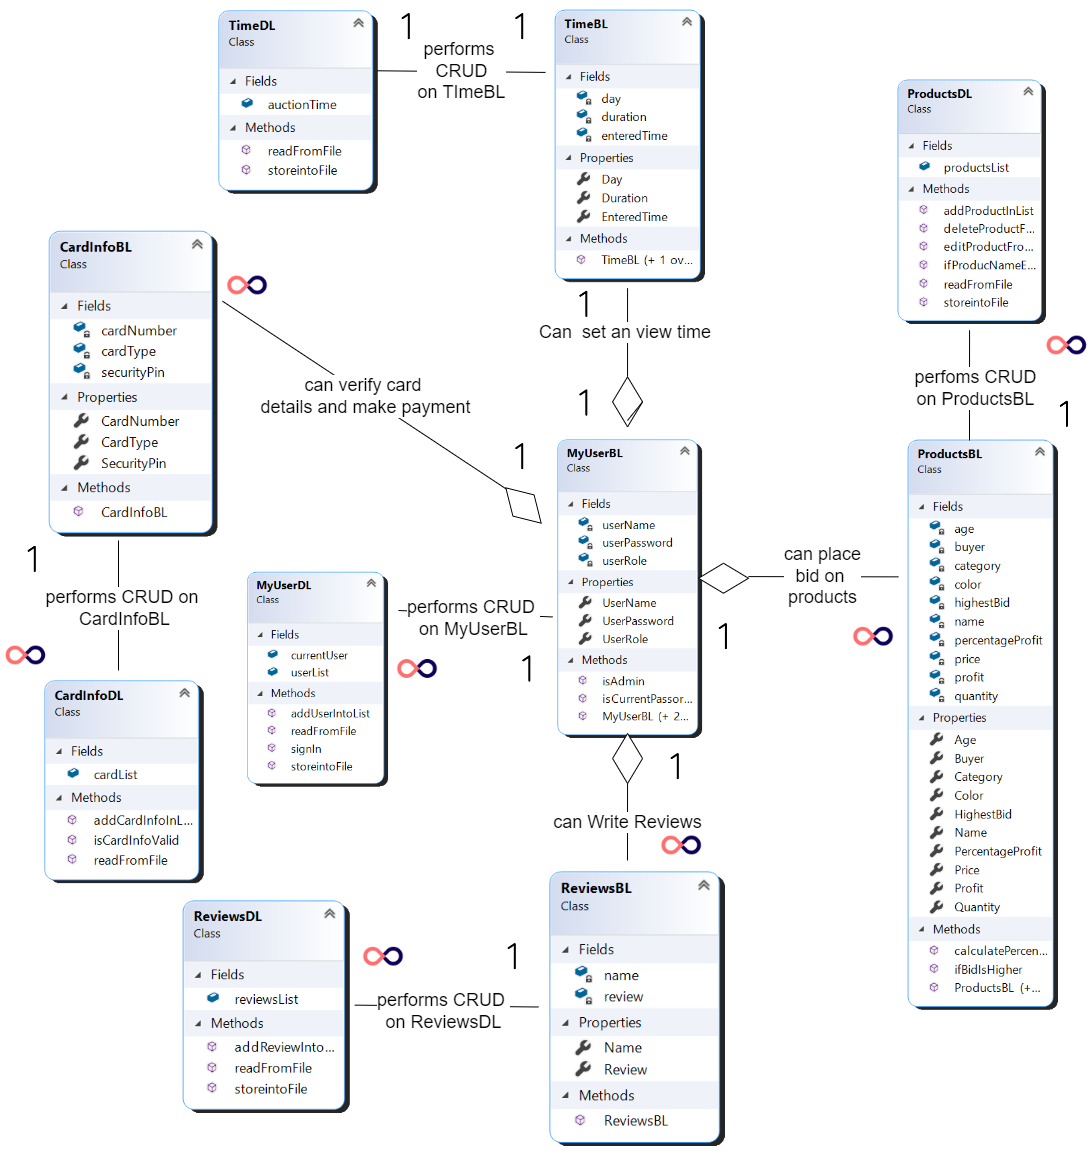 TimeDL
Class
Fields
auctionTime
Methods
readFromFile
storeintoFile
1
1
performs
CRUD
on TImeBL
TimeBL
Class
Fields
day
duration
enteredTime
Properties
Day
Duration
EnteredTime
Methods
TimeBL (+ 1 ov...
ProductsDL
Class
Fields
productsList
Methods
addProductInList
deleteProductF...
editProductFro...
ifProducNameE...
readFromFile
storeintoFile
CardInfoBL
Class
Fields
cardNumber
cardType
securityPin
Properties
CardNumber
CardType
SecurityPin
Methods
CardInfoBL
1
Can set an view time
1
can verify card
details and make payment
1
perfoms CRUD
on ProductsBL
1
MyUserBL
Class
Fields
userName
userPassword
userRole
Properties
UserName
UserPassword
UserRole
Methods
isAdmin
isCurrentPassor...
MyUserBL (+ 2...
ProductsBL
Class
Fields
age
buyer
category
color
highestBid
name
percentageProfit
price
profit
quantity
Properties
Age
Buyer
Category
Color
HighestBid
Name
PercentageProfit
Price
Profit
Quantity
Methods
calculatePercen...
ifBidIsHigher
ProductsBL (+...
can place
bid on
products
1
1
performs CRUD on
CardInfoBL
MyUserDL
Class
Fields
currentUser
userList
Methods
addUserIntoList
readFromFile
signIn
storeintoFile
performs CRUD
on MyUserBL
1
CardInfoDL
Class
Fields
cardList
Methods
addCardInfoInL...
isCardInfoValid
readFromFile
1
can Write Reviews
ReviewsDL
Class
Fields
reviewsList
Methods
addReviewInto...
readFromFile
storeintoFile
1
performs CRUD
on ReviewsDL
ReviewsBL
Class
Fields
name
review
Properties
Name
Review
Methods
ReviewsBL